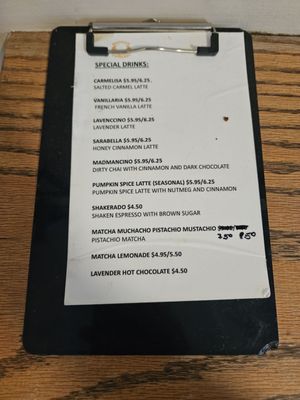 SPECIAL DRINKS:
CARMELISA $5.95/6.25
SALTED CARMEL LATTE
VANILLARIA $5.95/6.25
FRENCH VANILLA LATTE
LAVENCCINO $5.95/6.25
LAVENDER LATTE
SARABELLA $5.95/6.25
HONEY CINNAMON LATTE
MADMANCINO $5.95/6.25
DIRTY CHAI WITH CINNAMON AND DARK CHOCOLATE
PUMPKIN SPICE LATTE (SEASONAL) $5.95/6.25
PUMPKIN SPICE LATTE WITH NUTMEG AND CINNAMON
SHAKERADO $4.50
SHAKEN ESPRESSO WITH BROWN SUGAR
MATCHA MUCHACHO PISTACHIO MUSTACHIO
PISTACHIO MATCHA 7.50 8.50
MATCHA LEMONADE $4.95/5.50
LAVENDER HOT CHOCOLATE $4.50